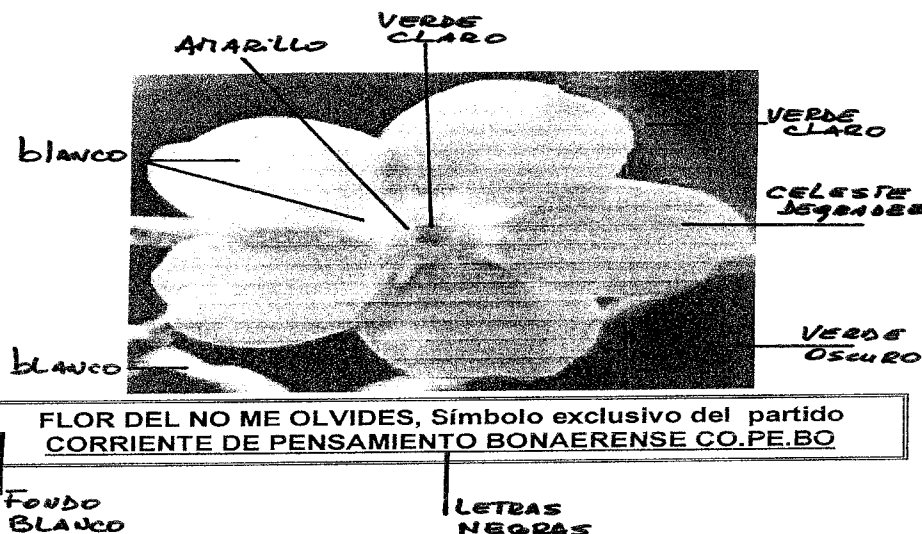 VERDE
CLARO
AMARILLO
blanco
VERDE
CLARO
CELESTE
DEGRADEE
VERDE
OSCURO
blanco
FLOR DEL NO ME OLVIDES, Símbolo exclusivo del partido
CORRIENTE DE PENSAMIENTO BONAERENSE CO.PE.BO
FONDO
BLANCO
LETRAS
NEGRAS